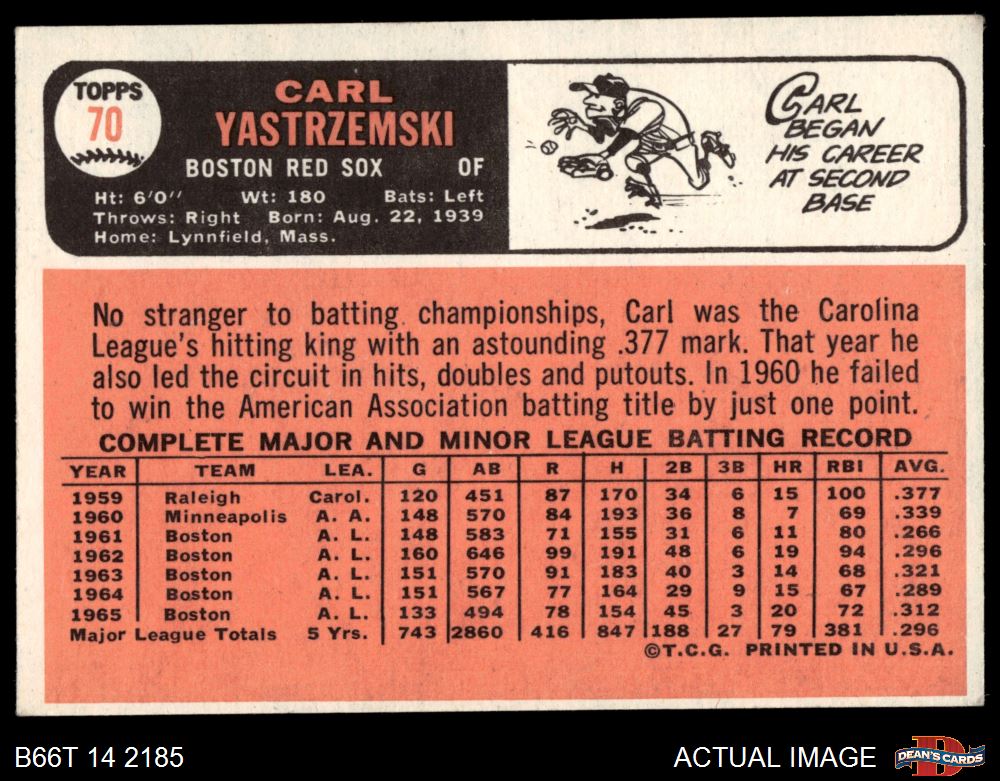 TOPPS
70
CARL
YASTRZEMSKI
BOSTON RED SOX OF
Ht: 6'0" Wt: 180 Bats: Left
Throws: Right Born: Aug. 22, 1939
Home: Lynnfield, Mass.
CARL
BEGAN
HIS CAREER
AT SECOND
BASE
No stranger to batting championships, Carl was the Carolina
League's hitting king with an astounding .377 mark. That year he
also led the circuit in hits, doubles and putouts. In 1960 he failed
to win the American Association batting title by just one point.
COMPLETE MAJOR AND MINOR LEAGUE BATTING RECORD
YEAR TEAM LEA. G AB R H 2B 3B HR RBI AVG.
1959 Raleigh Carol. 120 451 87 170 34 6 15 100 .377
1960 Minneapolis A. A. 148 570 84 193 36 8 7 69 .339
1961 Boston A. L. 148 583 71 155 31 6 11 80 .266
1962 Boston A. L. 160 646 99 191 48 6 19 94 .296
1963 Boston A. L. 151 570 91 183 40 3 14 68 .321
1964 Boston A. L. 151 567 77 164 29 9 15 67 .289
1965 Boston A. L. 133 494 78 154 45 3 20 72 .312
Major League Totals 5 Yrs. 743 2860 416 847 188 27 79 381 .296
©T.C.G. PRINTED IN U.S.A.
B66T 14 2185
ACTUAL IMAGE
DEAN'S CARDS